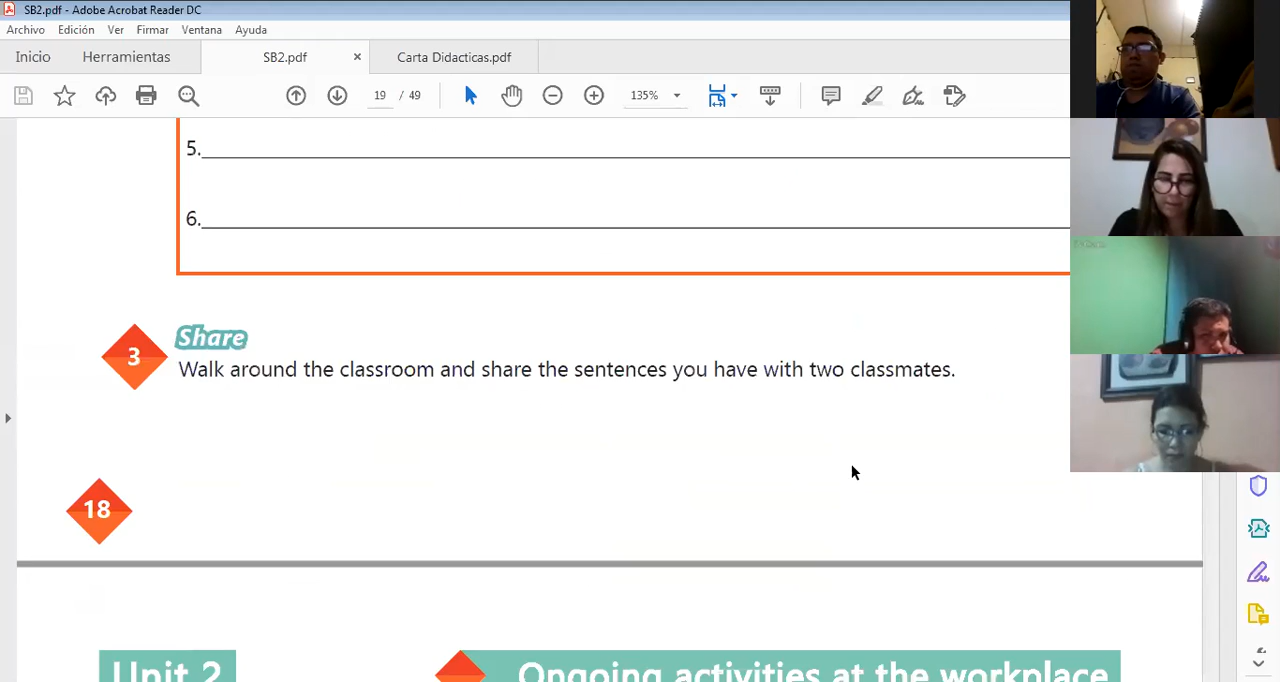 SB2.pdf - Adobe Acrobat Reader DC
Archivo Edición Ver Firmar Ventana Ayuda
Inicio Herramientas SB2.pdf × Carta Didacticas.pdf
19 / 49 135%
5.
6.
3 Share
Walk around the classroom and share the sentences you have with two classmates.
18
Unit 2 Ongoing activities at the workplace